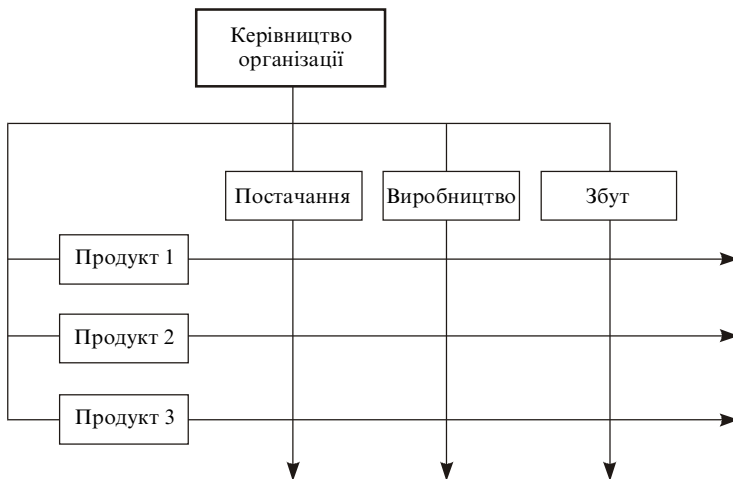 Керівництво
організації
Постачання
Виробництво
Збут
Продукт 1
Продукт 2
Продукт 3